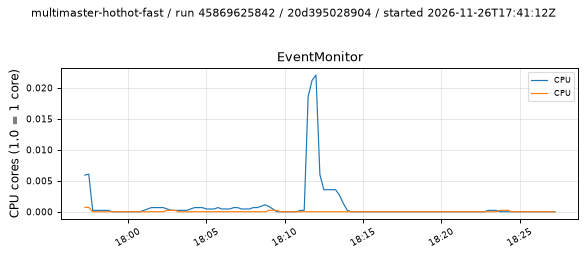 multimaster-hothot-fast / run 45869625842 / 20d395028904 / started 2026-11-26T17:41:12Z
EventMonitor
CPU cores (1.0 = 1 core)
0.020
0.015
0.010
0.005
0.000
CPU
CPU
18:00
18:05
18:10
18:15
18:20
18:25